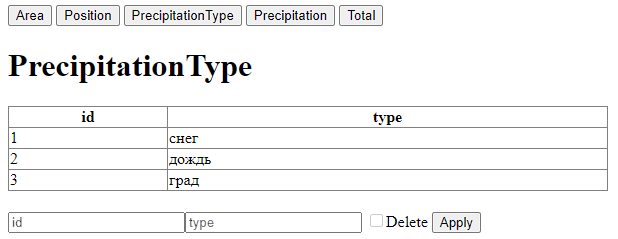 Area Position PrecipitationType Precipitation Total
PrecipitationType
id type
1 снег
2 дождь
3 град
id type Delete Apply